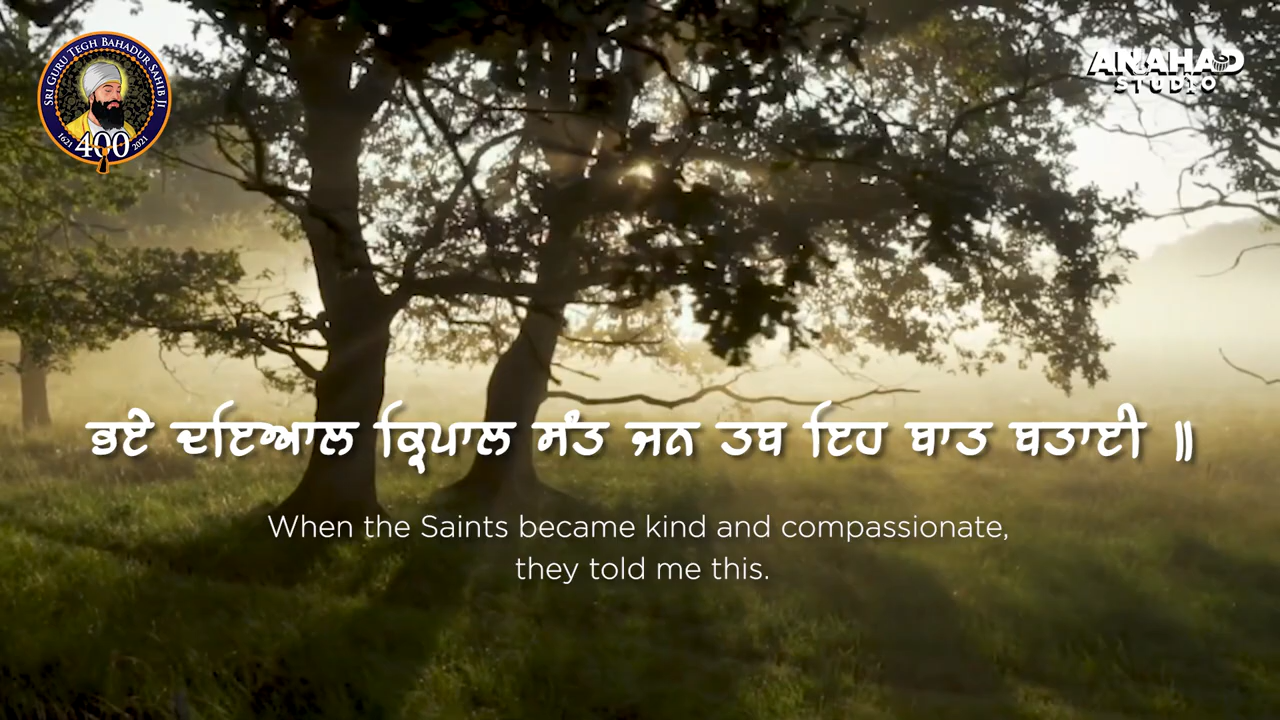 SRI GURU TEGH BAHADUR SAHIB JI
1621 400 2021
ANAHAD
STUDIO
ਭਏ ਦਇਆਲ ਕ੍ਰਿਪਾਲ ਸੰਤ ਜਨ ਤਬ ਇਹ ਬਾਤ ਬਤਾਈ ॥
When the Saints became kind and compassionate,
they told me this.